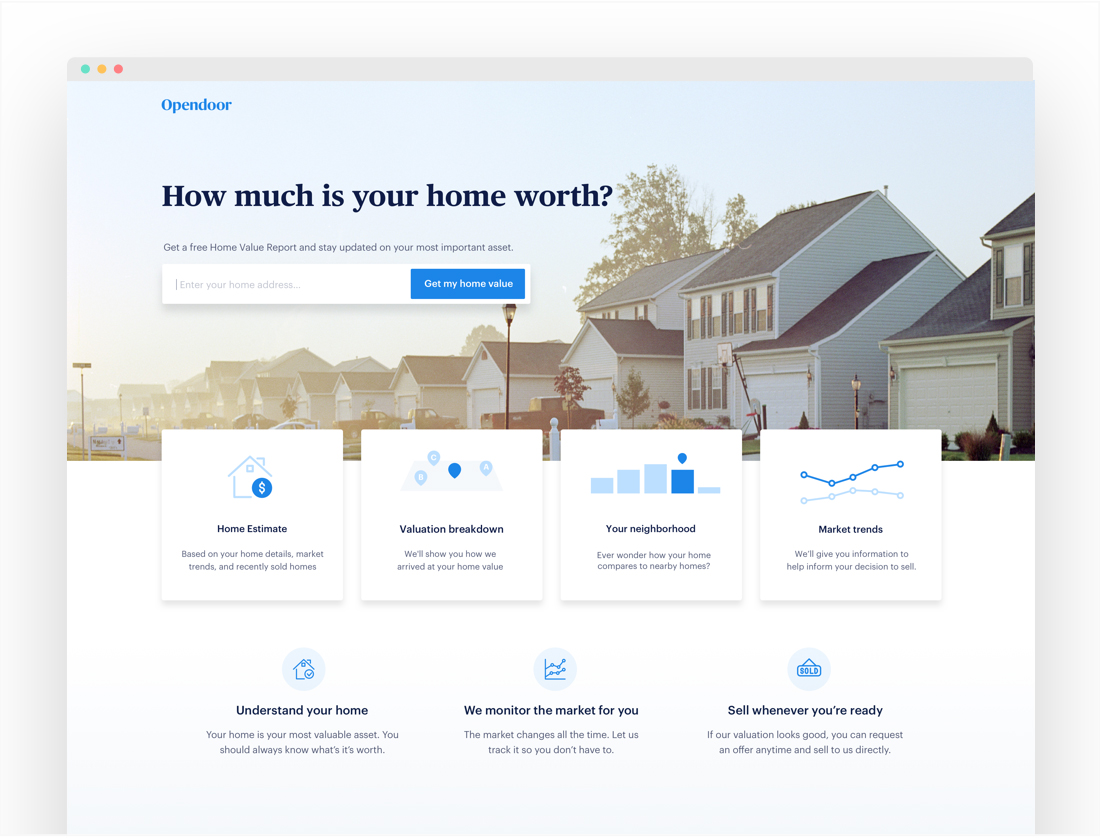 Opendoor
How much is your home worth?
Get a free Home Value Report and stay updated on your most important asset.
Enter your home address...
Get my home value
C
B
A
$
Home Estimate
Based on your home details, market
trends, and recently sold homes
Valuation breakdown
We'll show you how we
arrived at your home value
Your neighborhood
Ever wonder how your home
compares to nearby homes?
Market trends
We'll give you information to
help inform your decision to sell.
SOLD
Understand your home
Your home is your most valuable asset. You
should always know what's it's worth.
We monitor the market for you
The market changes all the time. Let us
track it so you don't have to.
Sell whenever you're ready
If our valuation looks good, you can request
an offer anytime and sell to us directly.